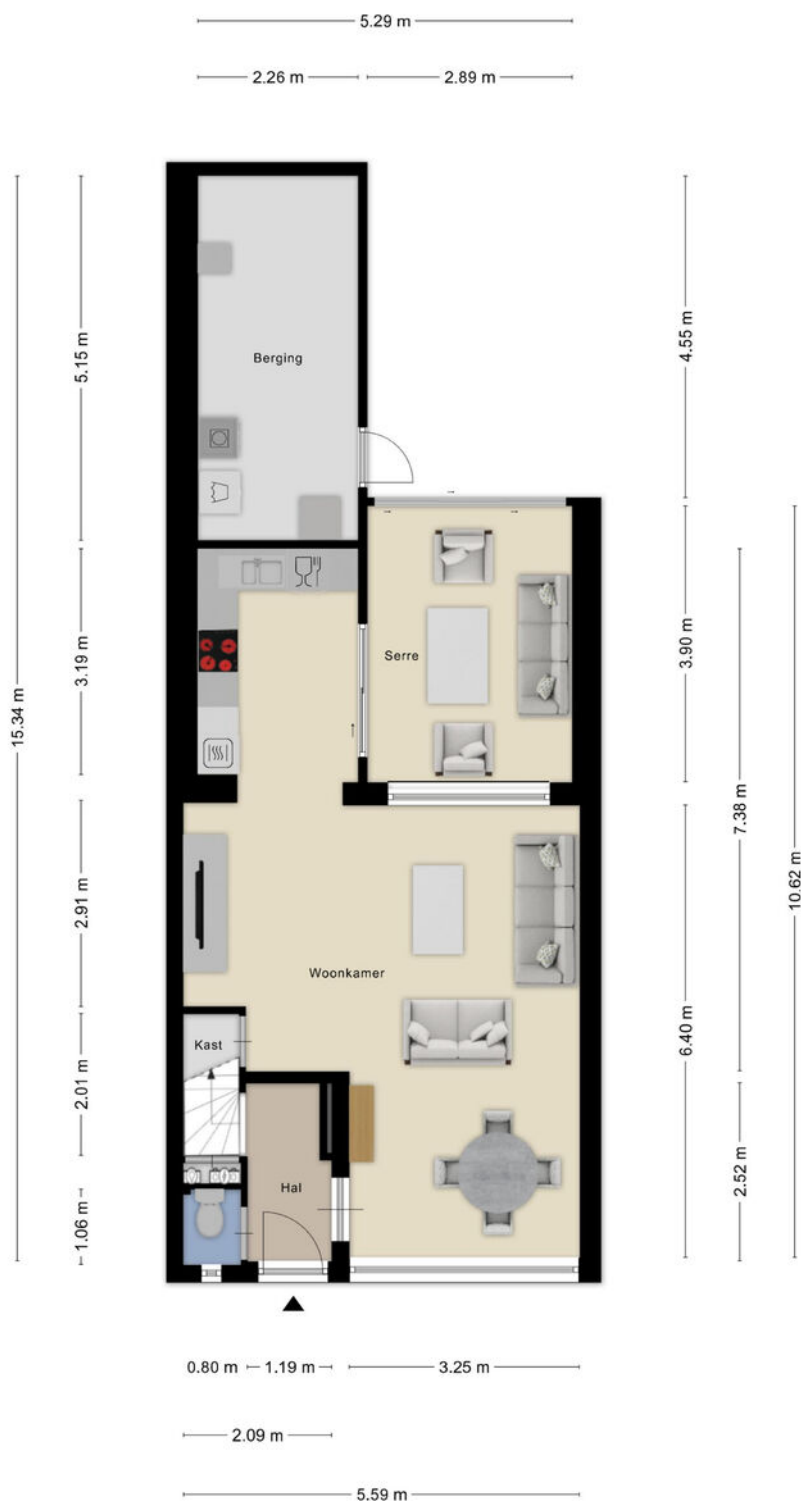 5.29 m
2.26 m
2.89 m
15.34 m
5.15 m
3.19 m
2.91 m
2.01 m
1.06 m
Berging
Serre
Woonkamer
Kast
Hal
4.55 m
3.90 m
6.40 m
7.38 m
2.52 m
10.62 m
0.80 m
1.19 m
3.25 m
2.09 m
5.59 m